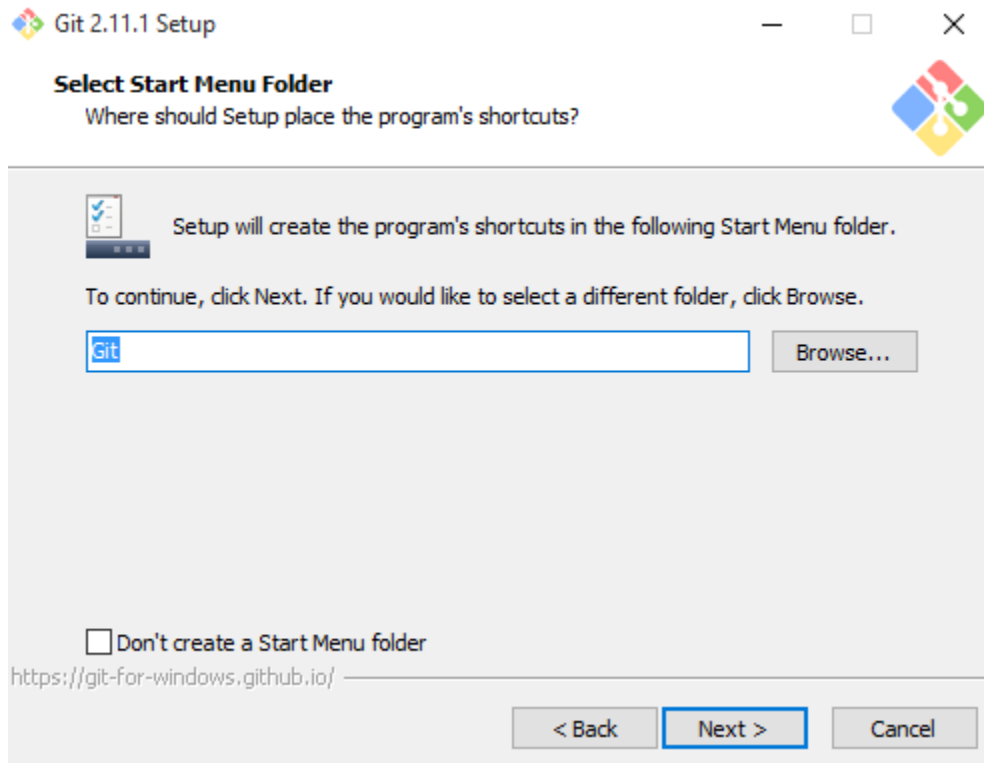 Git 2.11.1 Setup
Select Start Menu Folder
Where should Setup place the program's shortcuts?
Setup will create the program's shortcuts in the following Start Menu folder.
To continue, click Next. If you would like to select a different folder, click Browse.
Git
Browse...
Don't create a Start Menu folder
https://git-for-windows.github.io/
< Back
Next >
Cancel